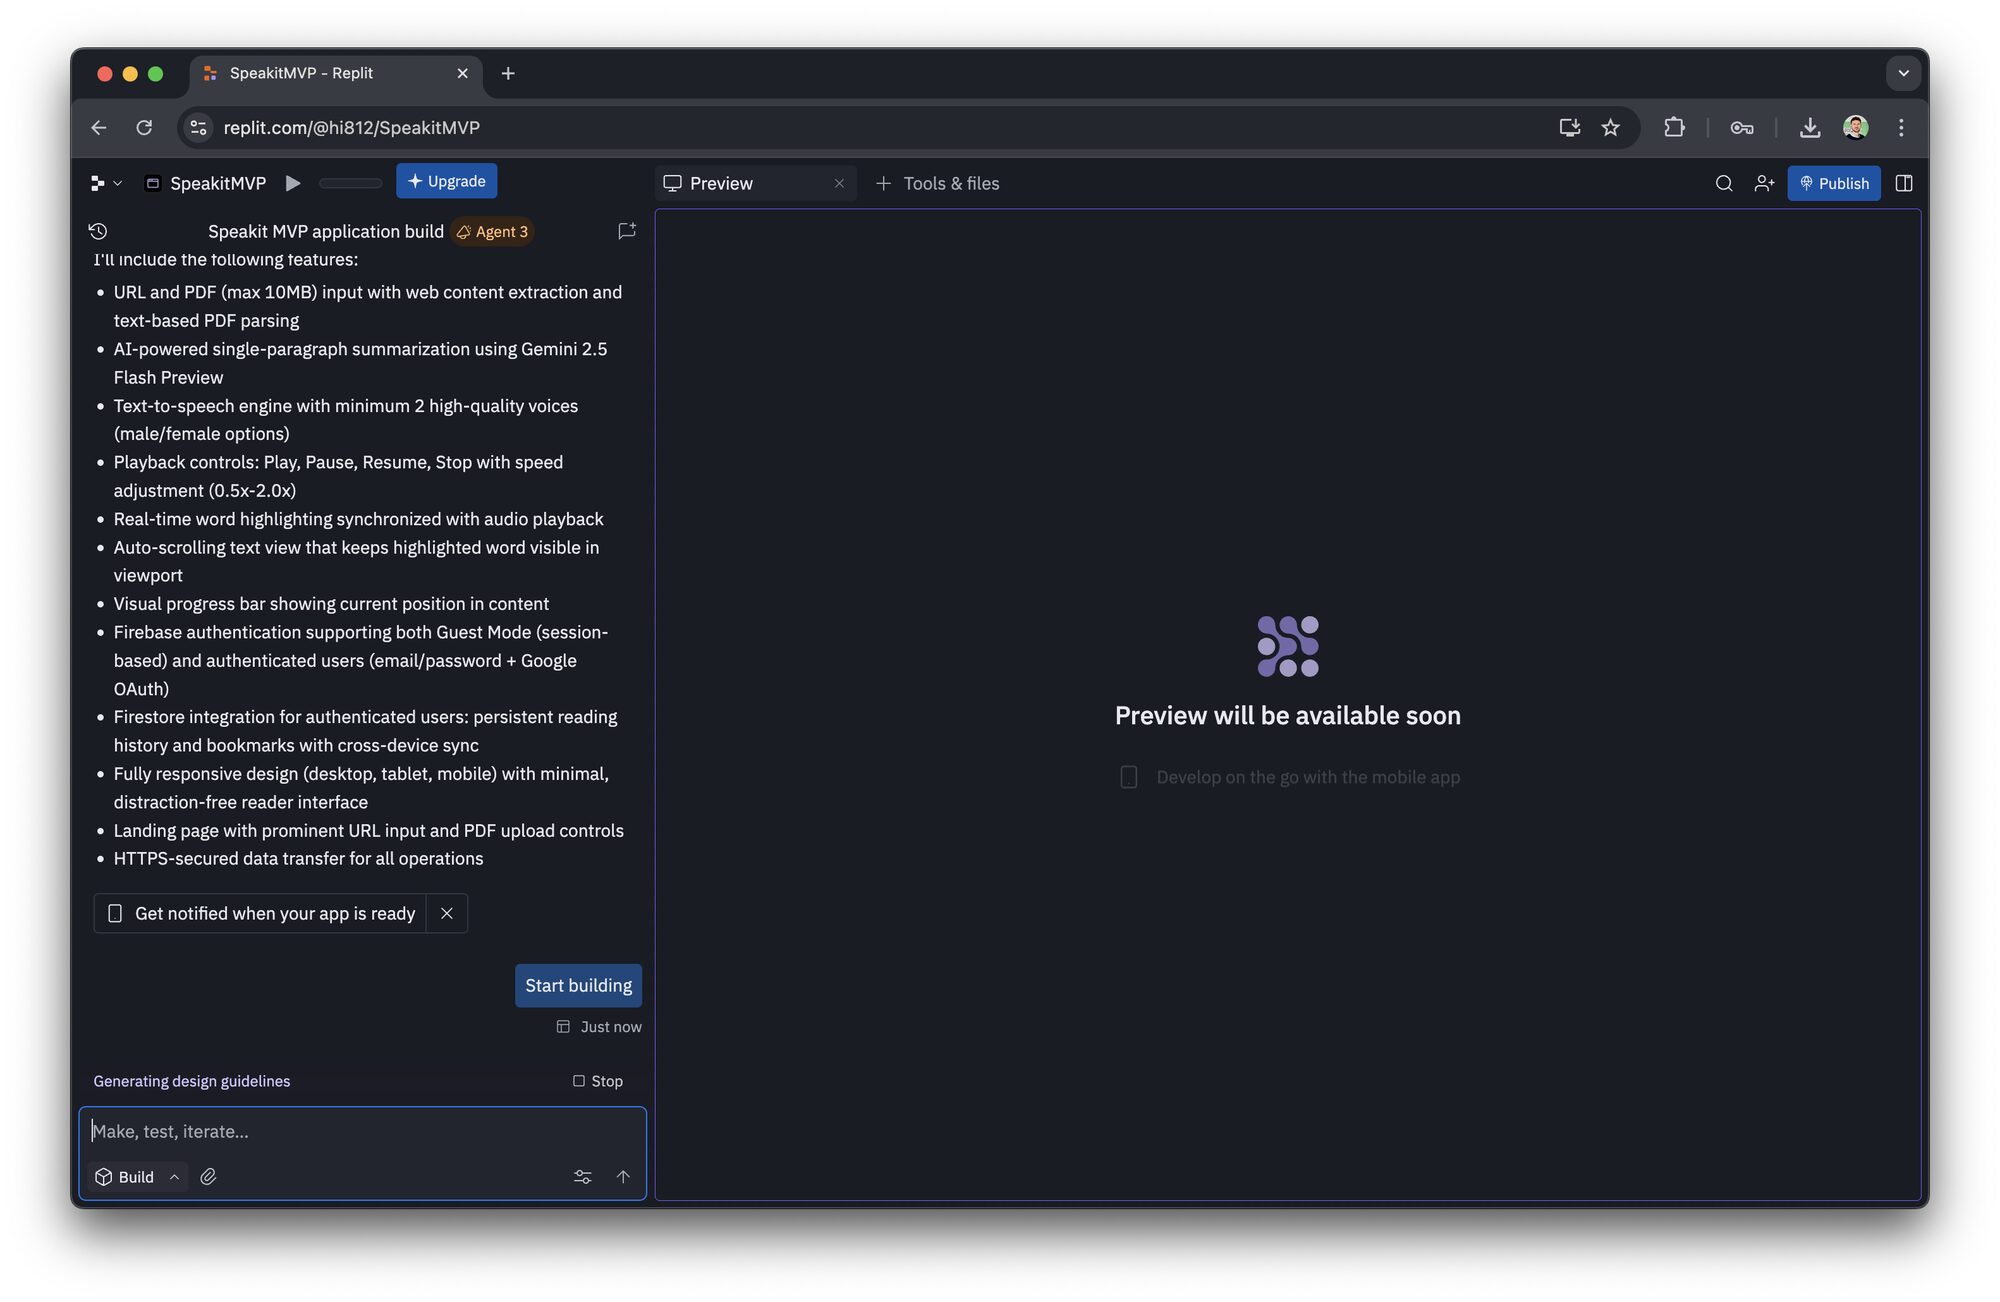 SpeakitMVP - Replit
replit.com/@hi812/SpeakitMVP
SpeakitMVP
Upgrade
Preview
Tools & files
Publish
Speakit MVP application build
Agent 3
I'll include the following features:
• URL and PDF (max 10MB) input with web content extraction and
text-based PDF parsing
• AI-powered single-paragraph summarization using Gemini 2.5
Flash Preview
• Text-to-speech engine with minimum 2 high-quality voices
(male/female options)
• Playback controls: Play, Pause, Resume, Stop with speed
adjustment (0.5x-2.0x)
• Real-time word highlighting synchronized with audio playback
• Auto-scrolling text view that keeps highlighted word visible in
viewport
• Visual progress bar showing current position in content
• Firebase authentication supporting both Guest Mode (session-
based) and authenticated users (email/password + Google
OAuth)
• Firestore integration for authenticated users: persistent reading
history and bookmarks with cross-device sync
• Fully responsive design (desktop, tablet, mobile) with minimal,
distraction-free reader interface
• Landing page with prominent URL input and PDF upload controls
• HTTPS-secured data transfer for all operations
Get notified when your app is ready
Start building
Just now
Generating design guidelines
Stop
Make, test, iterate...
Build
Preview will be available soon
Develop on the go with the mobile app